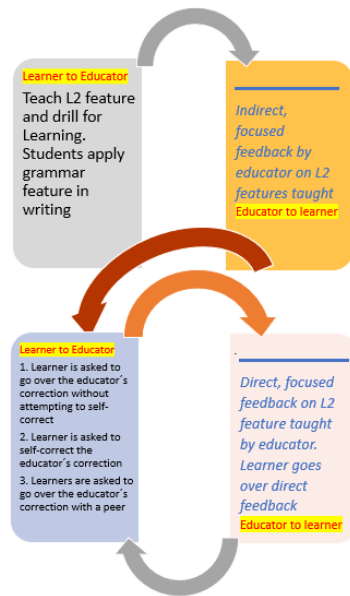 Learner to Educator
Teach L2 feature
and drill for
Learning.
Students apply
grammar
feature in
writing
Indirect,
focused
feedback by
educator on L2
features taught
Educator to learner
Learner to Educator
1. Learner is asked to
go over the educator´s
correction without
attempting to self-
correct
2. Learner is asked to
self-correct the
educator´s correction
3. Learners are asked to
go over the educator´s
correction with a peer
.
Direct, focused
feedback on L2
feature taught
by educator.
Learner goes
over direct
feedback
Educator to learner